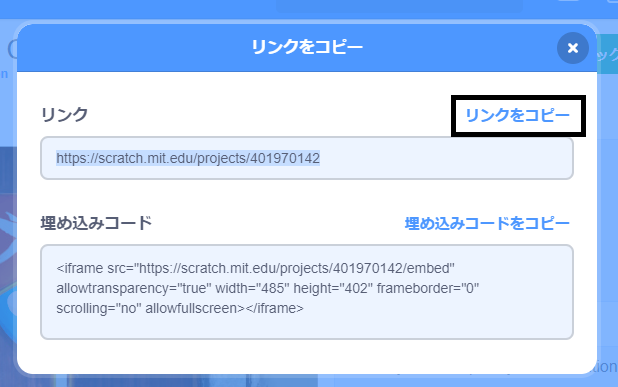 リンクをコピー
リンク
リンクをコピー
https://scratch.mit.edu/projects/401970142
埋め込みコード
埋め込みコードをコピー
<iframe src="https://scratch.mit.edu/projects/401970142/embed"
allowtransparency="true" width="485" height="402" frameborder="0"
scrolling="no" allowfullscreen></iframe>